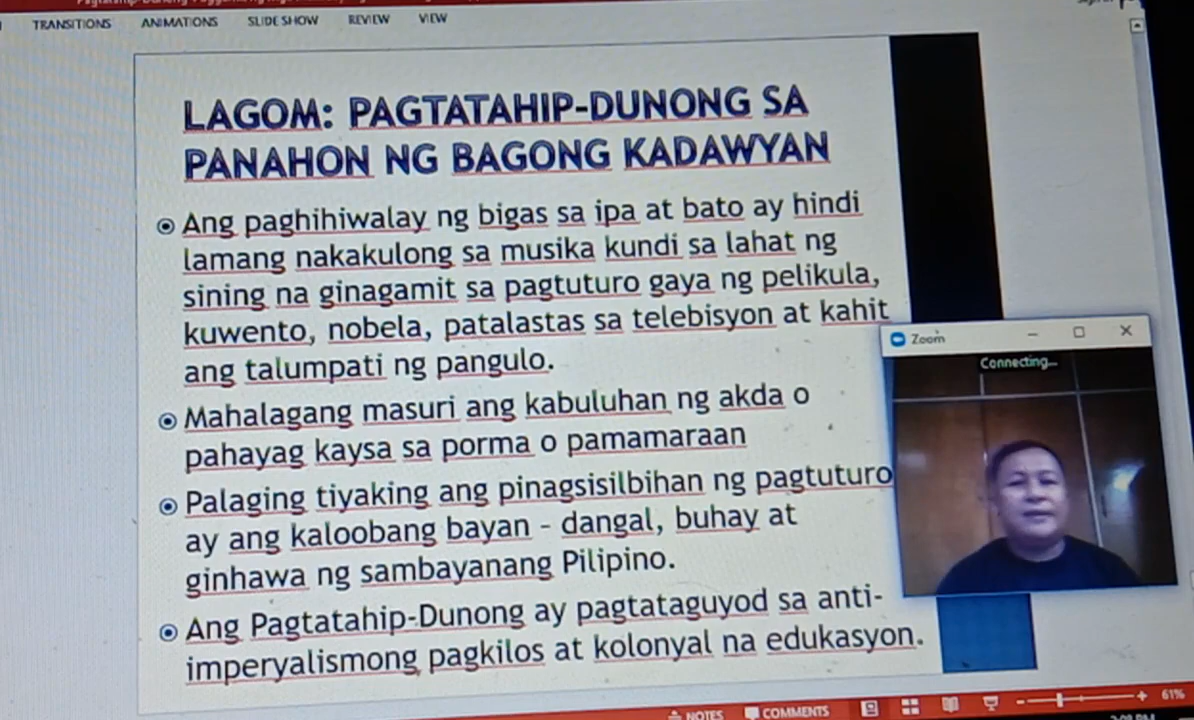 TRANSITIONS ANIMATIONS SLIDE SHOW REVIEW VIEW
LAGOM: PAGTATAHIP-DUNONG SA
PANAHON NG BAGONG KADAWYAN
Ang paghihiwalay ng bigas sa ipa at bato ay hindi
lamang nakakulong sa musika kundi sa lahat ng
sining na ginagamit sa pagtuturo gaya ng pelikula,
kuwento, nobela, patalastas sa telebisyon at kahit
ang talumpati ng pangulo.
Mahalagang masuri ang kabuluhan ng akda o
pahayag kaysa sa porma o pamamaraan
Palaging tiyaking ang pinagsisilbihan ng pagtuturo
ay ang kaloobang bayan - dangal, buhay at
ginhawa ng sambayanang Pilipino.
Ang Pagtatahip-Dunong ay pagtataguyod sa anti-
imperyalismong pagkilos at kolonyal na edukasyon.
Zoom
Connecting...
NOTES COMMENTS 61%